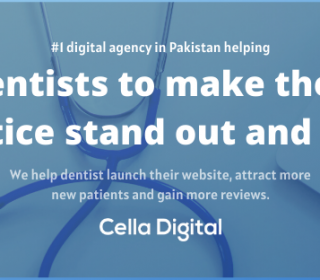 #1 digital agency in Pakistan helping
entists to make the
tice stand out and
We help dentist launch their website, attract more
new patients and gain more reviews.
Cella Digital